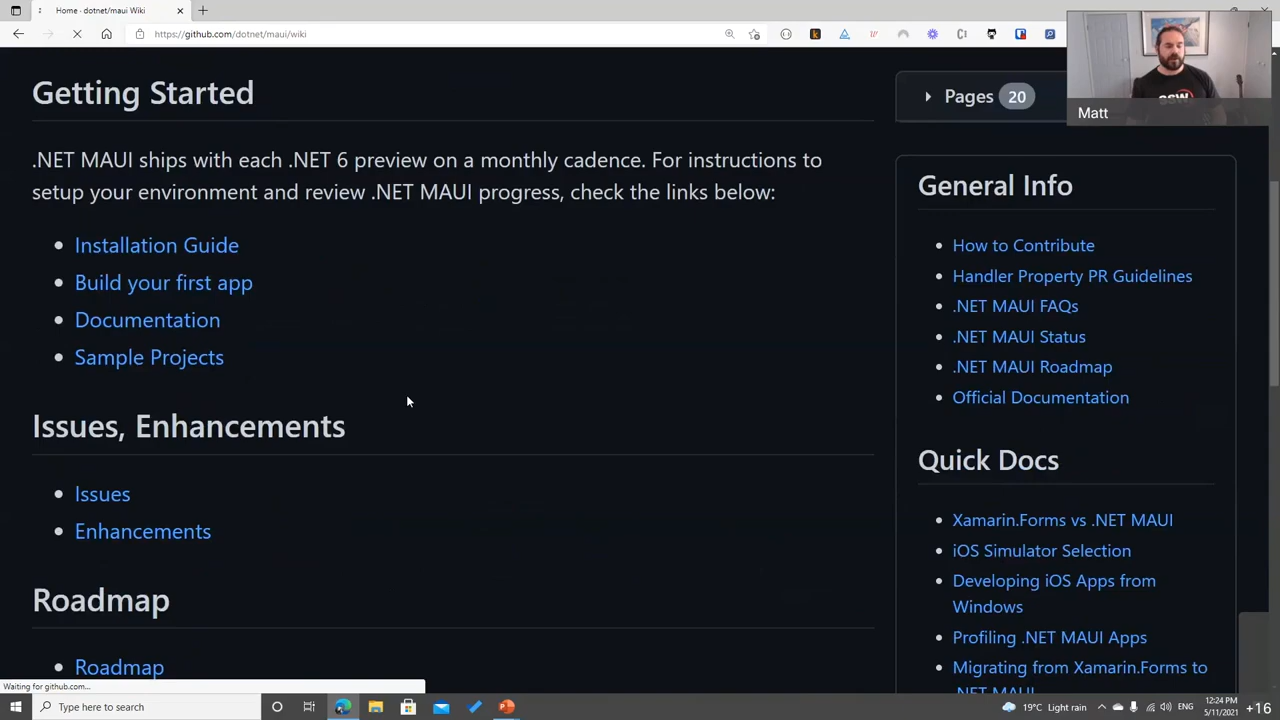 Home · dotnet/maui Wiki
https://github.com/dotnet/maui/wiki
Getting Started
.NET MAUI ships with each .NET 6 preview on a monthly cadence. For instructions to
setup your environment and review .NET MAUI progress, check the links below:
Installation Guide
Build your first app
Documentation
Sample Projects
Issues, Enhancements
Issues
Enhancements
Roadmap
Roadmap
Pages 20
General Info
How to Contribute
Handler Property PR Guidelines
.NET MAUI FAQs
.NET MAUI Status
.NET MAUI Roadmap
Official Documentation
Quick Docs
Xamarin.Forms vs .NET MAUI
iOS Simulator Selection
Developing iOS Apps from
Windows
Profiling .NET MAUI Apps
Migrating from Xamarin.Forms to
.NET MAUI
SSW
Matt
Waiting for github.com...
Type here to search
19°C Light rain
ENG
12:24 PM
5/11/2021
+16